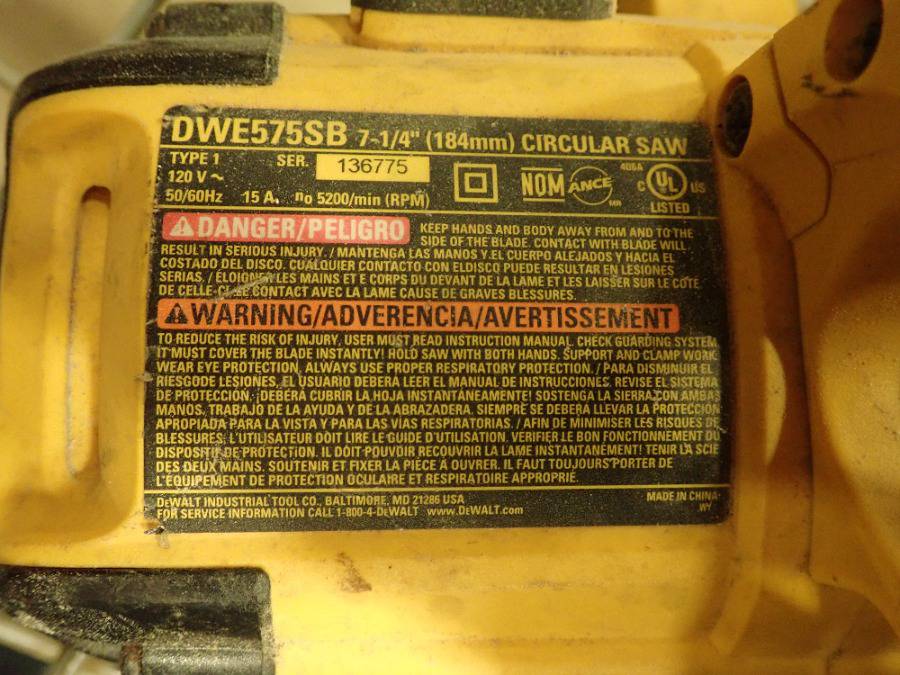 DWE575SB 7-1/4" (184mm) CIRCULAR SAW
TYPE 1 SER. 136775
120 V ~
50/60Hz 15 A. no 5200/min (RPM)
NOM ANCE MR
406A
C UL US
LISTED
DANGER/PELIGRO KEEP HANDS AND BODY AWAY FROM AND TO THE
SIDE OF THE BLADE. CONTACT WITH BLADE WILL
RESULT IN SERIOUS INJURY. / MANTENGA LAS MANOS Y EL CUERPO ALEJADOS Y HACIA EL
COSTADO DEL DISCO. CUALQUIER CONTACTO CON ELDISCO PUEDE RESULTAR EN LESIONES
SERIAS. / ÉLOIGNER LES MAINS ET E CORPS DU DEVANT DE LA LAME ET LES LAISSER SUR LE CÔTÉ
DE CELLE-CI. LE CONTACT AVEC LA LAME CAUSE DE GRAVES BLESSURES.
WARNING/ADVERENCIA/AVERTISSEMENT
TO REDUCE THE RISK OF INJURY, USER MUST READ INSTRUCTION MANUAL. CHECK GUARDING SYSTEM,
IT MUST COVER THE BLADE INSTANTLY! HOLD SAW WITH BOTH HANDS. SUPPORT AND CLAMP WORK.
WEAR EYE PROTECTION, ALWAYS USE PROPER RESPIRATORY PROTECTION. / PARA DISMINUIR EL
RIESGODE LESIONES, EL USUARIO DEBERA LEER EL MANUAL DE INSTRUCCIONES. REVISE EL SISTEMA
DE PROTECCIÓN. ¡DEBERÁ CUBRIR LA HOJA INSTANTÁNEAMENTE! SOSTENGA LA SIERRA CON AMBAS
MANOS. TRABAJO DE LA AYUDA Y DE LA ABRAZADERA. SIEMPRE SE DEBERÁ LLEVAR LA PROTECCIÓN
APROPIADA PARA LA VISTA Y PARA LAS VIAS RESPIRATORIAS. / AFIN DE MINIMISER LES RISQUES DE
BLESSURES, L'UTILISATEUR DOIT LIRE LE GUIDE D'UTILISATION. VERIFIER LE BON FONCTIONNEMENT DU
DISPOSITIF DE PROTECTION. IL DOIT POUVOIR RECOUVRIR LA LAME INSTANTANÉMENT! TENIR LA SCIE
DES DEUX MAINS. SOUTENIR ET FIXER LA PIÈCE À OUVRER. IL FAUT TOUJOURS PORTER DE
L'ÉQUIPEMENT DE PROTECTION OCULAIRE ET RESPIRATOIRE APPROPRIÉ.
DeWALT INDUSTRIAL TOOL CO., BALTIMORE, MD 21286 USA
FOR SERVICE INFORMATION CALL 1-800-4-DeWALT www.DeWALT.com
MADE IN CHINA
WY